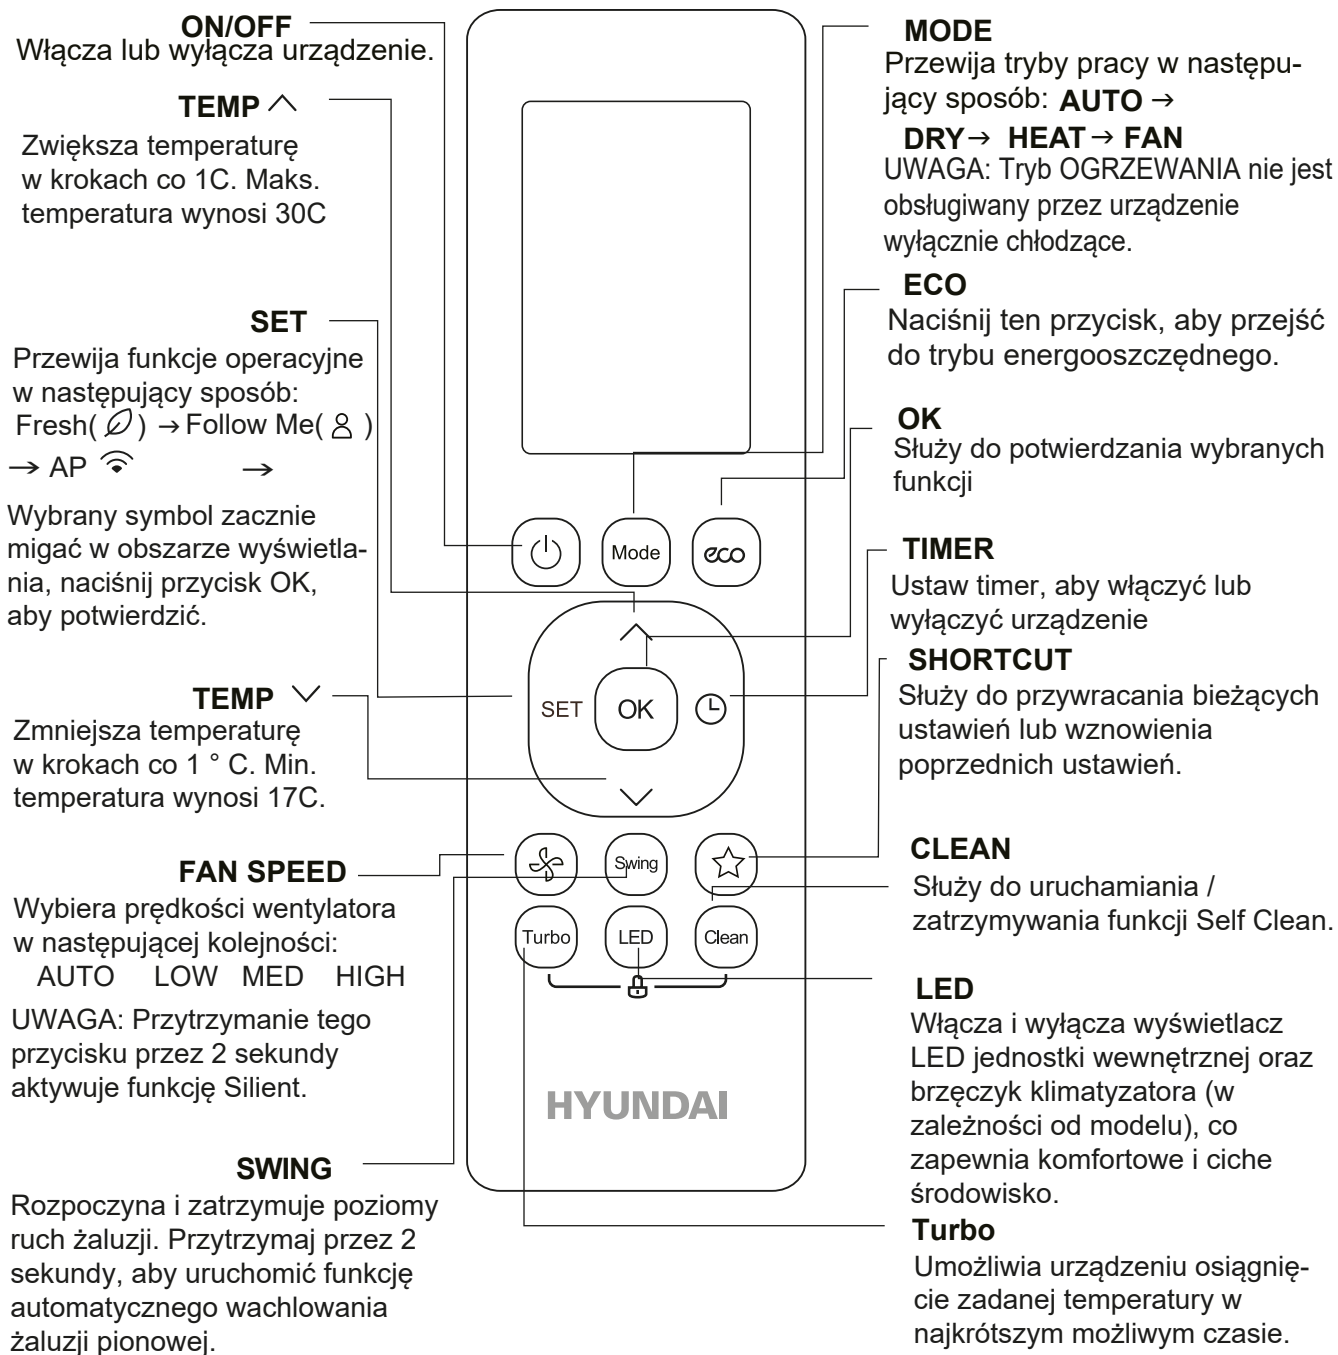 ON/OFF
Włącza lub wyłącza urządzenie.
TEMP
Zwiększa temperaturę
w krokach co 1C. Maks.
temperatura wynosi 30C
SET
Przewija funkcje operacyjne
w następujący sposób:
Fresh( ) → Follow Me( )
→ AP →
Wybrany symbol zacznie
migać w obszarze wyświetla-
nia, naciśnij przycisk OK,
aby potwierdzić.
TEMP
Zmniejsza temperaturę
w krokach co 1 ° C. Min.
temperatura wynosi 17C.
FAN SPEED
Wybiera prędkości wentylatora
w następującej kolejności:
AUTO LOW MED HIGH
UWAGA: Przytrzymanie tego
przycisku przez 2 sekundy
aktywuje funkcję Silient.
SWING
Rozpoczyna i zatrzymuje poziomy
ruch żaluzji. Przytrzymaj przez 2
sekundy, aby uruchomić funkcję
automatycznego wachlowania
żaluzji pionowej.
Mode
eco
SET
OK
Swing
Turbo
LED
Clean
HYUNDAI
MODE
Przewija tryby pracy w następu-
jący sposób: AUTO →
DRY→ HEAT→ FAN
UWAGA: Tryb OGRZEWANIA nie jest
obsługiwany przez urządzenie
wyłącznie chłodzące.
ECO
Naciśnij ten przycisk, aby przejść
do trybu energooszczędnego.
OK
Służy do potwierdzania wybranych
funkcji
TIMER
Ustaw timer, aby włączyć lub
wyłączyć urządzenie
SHORTCUT
Służy do przywracania bieżących
ustawień lub wznowienia
poprzednich ustawień.
CLEAN
Służy do uruchamiania /
zatrzymywania funkcji Self Clean.
LED
Włącza i wyłącza wyświetlacz
LED jednostki wewnętrznej oraz
brzęczyk klimatyzatora (w
zależności od modelu), co
zapewnia komfortowe i ciche
środowisko.
Turbo
Umożliwia urządzeniu osiągnię-
cie zadanej temperatury w
najkrótszym możliwym czasie.